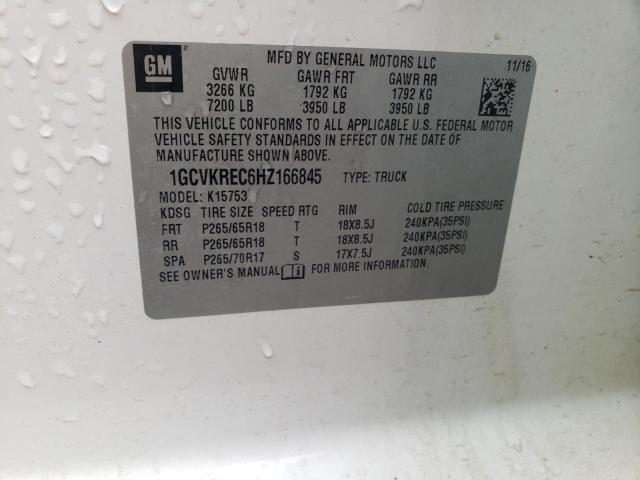 GM
MFD BY GENERAL MOTORS LLC 11/16
GVWR GAWR FRT GAWR RR
3266 KG 1792 KG 1792 KG
7200 LB 3950 LB 3950 LB
THIS VEHICLE CONFORMS TO ALL APPLICABLE U.S. FEDERAL MOTOR
VEHICLE SAFETY STANDARDS IN EFFECT ON THE DATE OF
MANUFACTURE SHOWN ABOVE.
1GCVKREC6HZ166845 TYPE: TRUCK
MODEL: K15753
KDSG TIRE SIZE SPEED RTG RIM COLD TIRE PRESSURE
FRT P265/65R18 T 18X8.5J 240KPA(35PSI)
RR P265/65R18 T 18X8.5J 240KPA(35PSI)
SPA P265/70R17 S 17X7.5J 240KPA(35PSI)
SEE OWNER'S MANUAL FOR MORE INFORMATION.